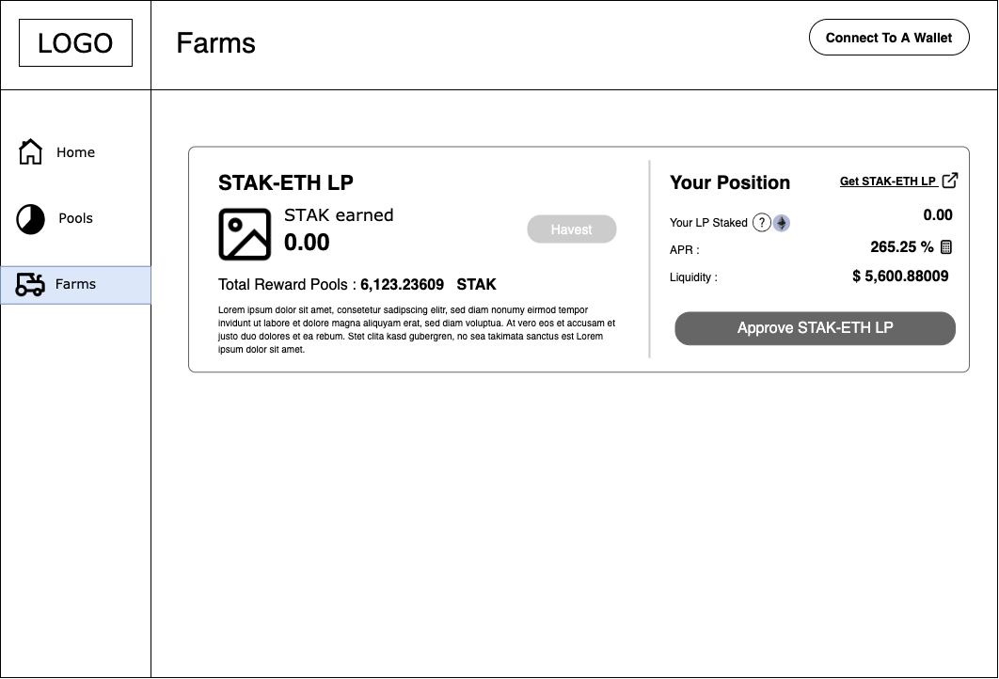 LOGO
Farms
Connect To A Wallet
Home
Pools
Farms
STAK-ETH LP
STAK earned
0.00
Havest
Total Reward Pools : 6,123.23609 STAK
Lorem ipsum dolor sit amet, consetetur sadipscing elitr, sed diam nonumy eirmod tempor
invidunt ut labore et dolore magna aliquyam erat, sed diam voluptua. At vero eos et accusam et
justo duo dolores et ea rebum. Stet clita kasd gubergren, no sea takimata sanctus est Lorem
ipsum dolor sit amet.
Your Position
Get STAK-ETH LP
Your LP Staked ? 0.00
APR : 265.25 %
Liquidity : $ 5,600.88009
Approve STAK-ETH LP